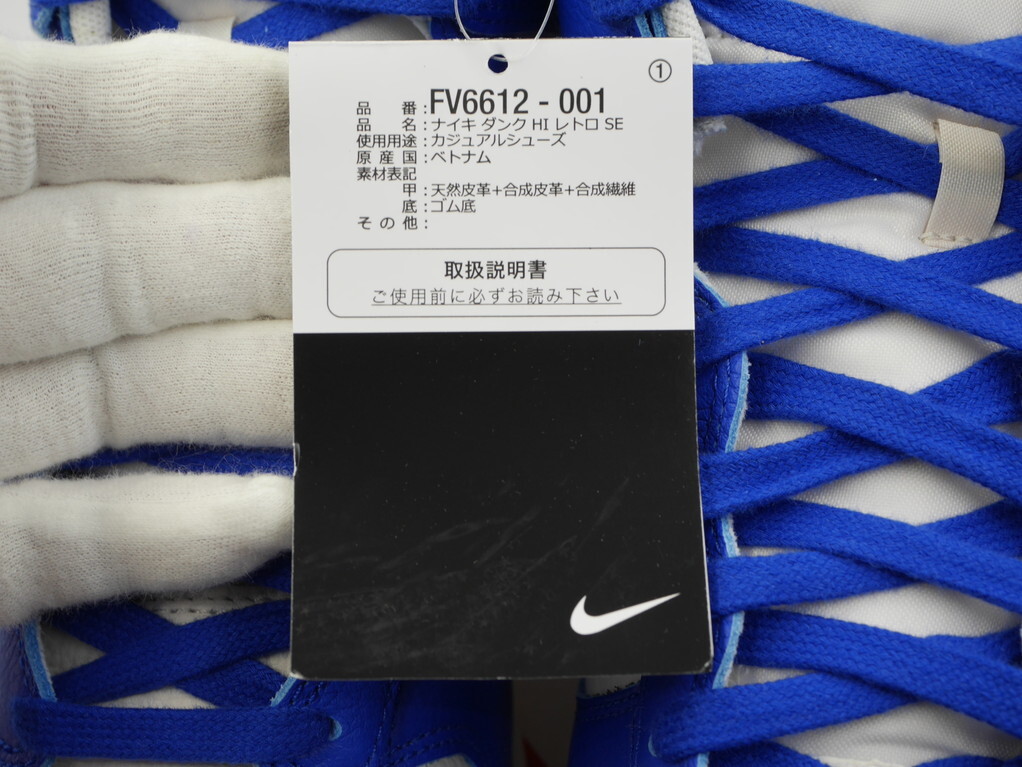 ①
品 番：FV6612 - 001
品 名：ナイキ ダンク HI レトロ SE
使用用途：カジュアルシューズ
原 産 国：ベトナム
素材表記
甲：天然皮革+合成皮革+合成繊維
底：ゴム底
そ の 他：
取扱説明書
ご使用前に必ずお読み下さい